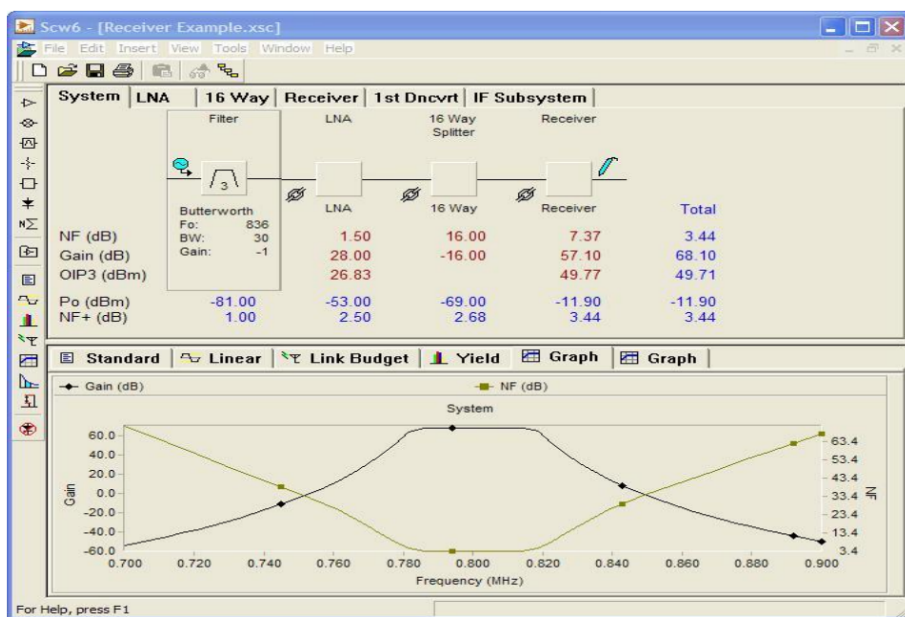 Scw6 - [Receiver Example.xsc]
File Edit Insert View Tools Window Help
System LNA 16 Way Receiver 1st Dncvrt IF Subsystem
Filter LNA 16 Way Splitter Receiver
3
Butterworth LNA 16 Way Receiver Total
Fo: 836
BW: 30
Gain: -1
NF (dB) 1.50 16.00 7.37 3.44
Gain (dB) 28.00 -16.00 57.10 68.10
OIP3 (dBm) 26.83 49.77 49.71
Po (dBm) -81.00 -53.00 -69.00 -11.90 -11.90
NF+ (dB) 1.00 2.50 2.68 3.44 3.44
NΣ
Standard Linear Link Budget Yield Graph Graph
Gain (dB) NF (dB)
System
Gain
60.0
40.0
20.0
0.0
-20.0
-40.0
-60.0
63.4
53.4
43.4
33.4
23.4
13.4
3.4
NF
0.700 0.720 0.740 0.760 0.780 0.800 0.820 0.840 0.860 0.880 0.900
Frequency (MHz)
For Help, press F1